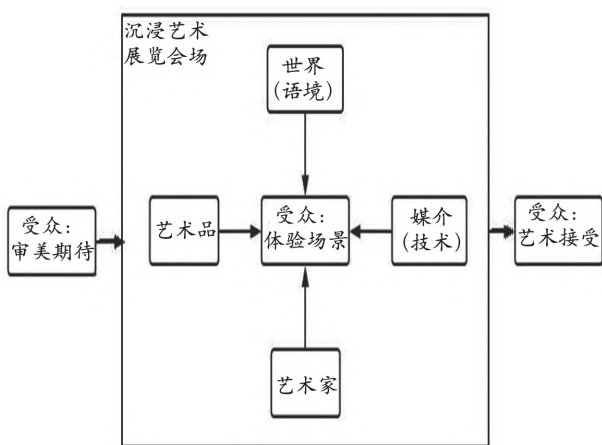 沉浸艺术
展览会场
世界
(语境)
受众:
审美期待
艺术品
受众:
体验场景
媒介
(技术)
受众:
艺术接受
艺术家